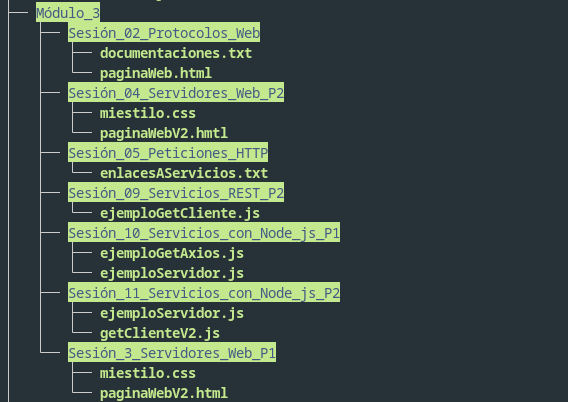 Módulo_3
Sesión_02_Protocolos_Web
documentaciones.txt
paginaWeb.html
Sesión_04_Servidores_Web_P2
miestilo.css
paginaWebV2.hmtl
Sesión_05_Peticiones_HTTP
enlacesAServicios.txt
Sesión_09_Servicios_REST_P2
ejemploGetCliente.js
Sesión_10_Servicios_con_Node_js_P1
ejemploGetAxios.js
ejemploServidor.js
Sesión_11_Servicios_con_Node_js_P2
ejemploServidor.js
getClienteV2.js
Sesión_3_Servidores_Web_P1
miestilo.css
paginaWebV2.html